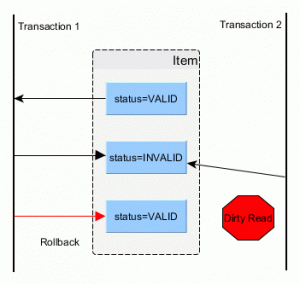 Transaction 1
Transaction 2
Item
status=VALID
status=INVALID
status=VALID
Dirty Read
Rollback